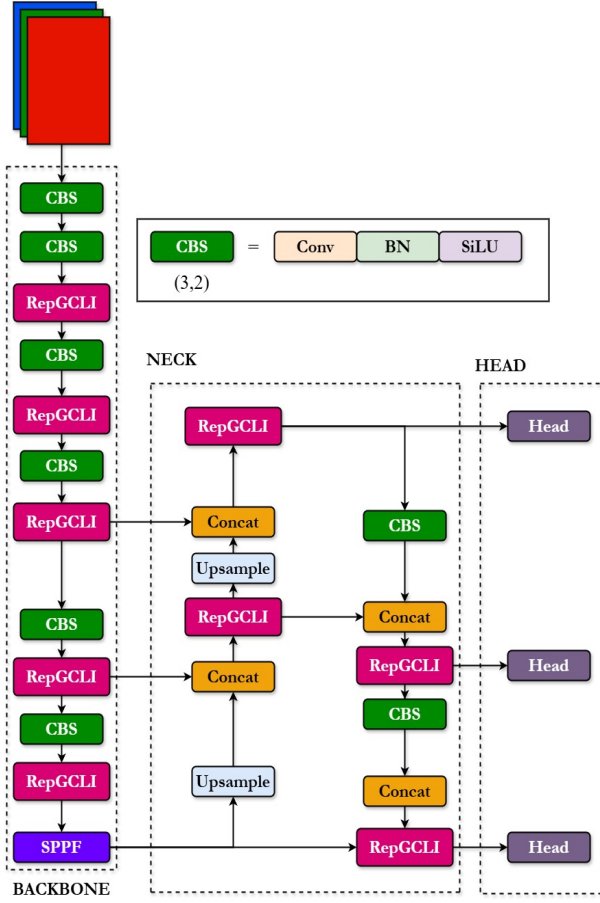 CBS
CBS
RepGCLI
CBS
RepGCLI
CBS
RepGCLI
CBS
RepGCLI
CBS
RepGCLI
SPPF
BACKBONE
CBS = Conv BN SiLU
(3,2)
NECK
RepGCLI
Concat
Upsample
RepGCLI
Concat
Upsample
CBS
Concat
RepGCLI
CBS
Concat
RepGCLI
HEAD
Head
Head
Head